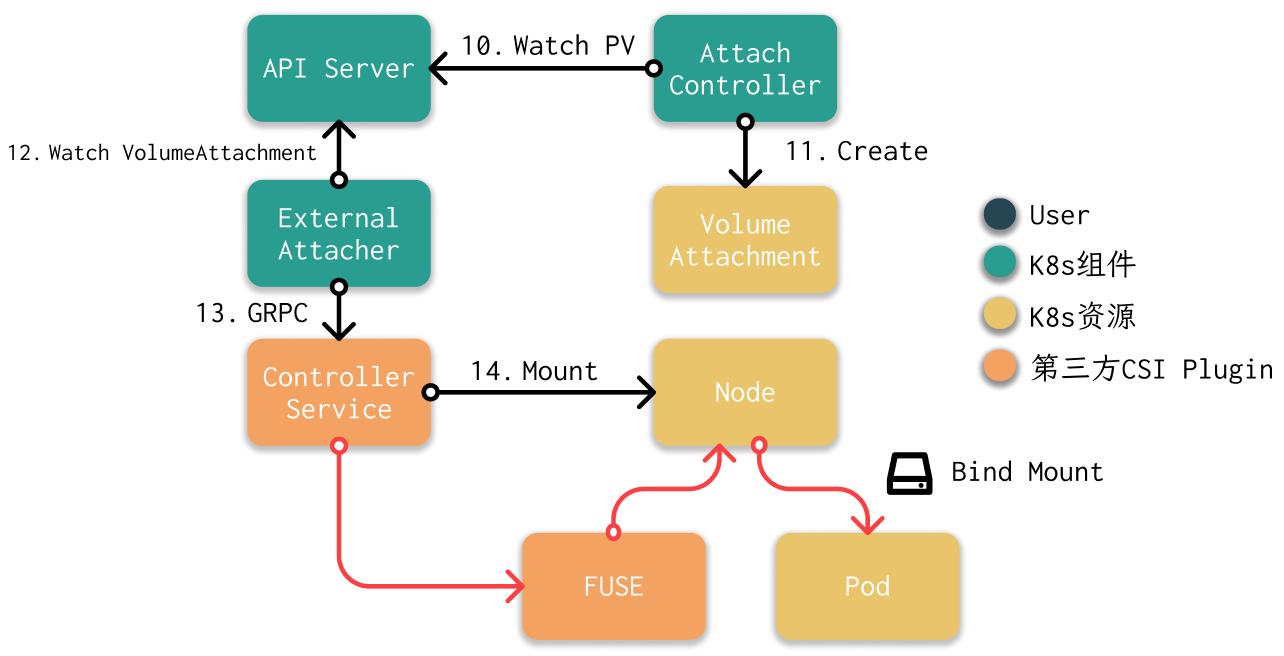 10. Watch PV
API Server
Attach
Controller
12. Watch VolumeAttachment
11. Create
External
Attacher
Volume
Attachment
User
K8s组件
13. GRPC
K8s资源
Controller
Service
14. Mount
Node
第三方CSI Plugin
Bind Mount
FUSE
Pod